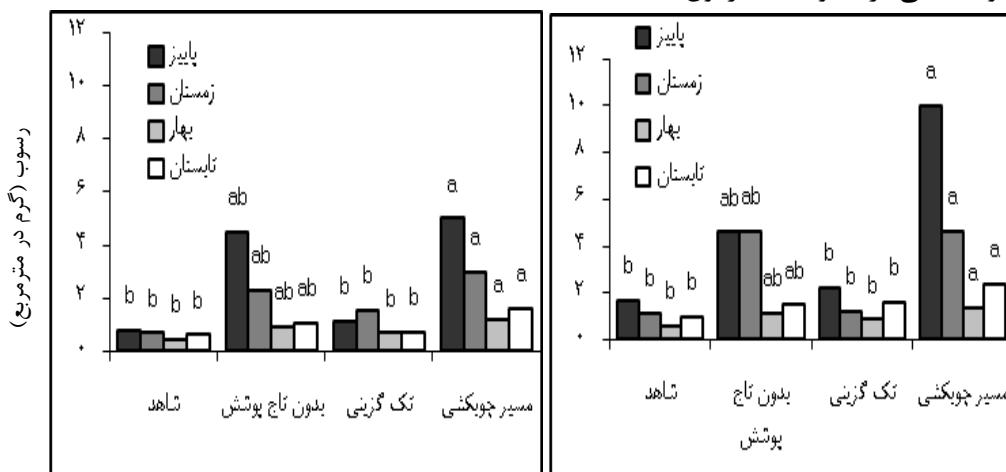 رسوب (گرم در مترمربع)
۱۲
۱۰
۸
۶
۴
۲
۰
پاییز
زمستان
بهار
تابستان
b b b b
ab ab ab ab
b b b b
a a a a
شاهد
بدون تاج پوشش
تک گزینی
مسیر چوبکشی
۱۲
۱۰
۸
۶
۴
۲
۰
پاییز
زمستان
بهار
تابستان
b b b b
ab ab ab ab
b b b b
a a a a
شاهد
بدون تاج
پوشش
تک گزینی
مسیر چوبکشی